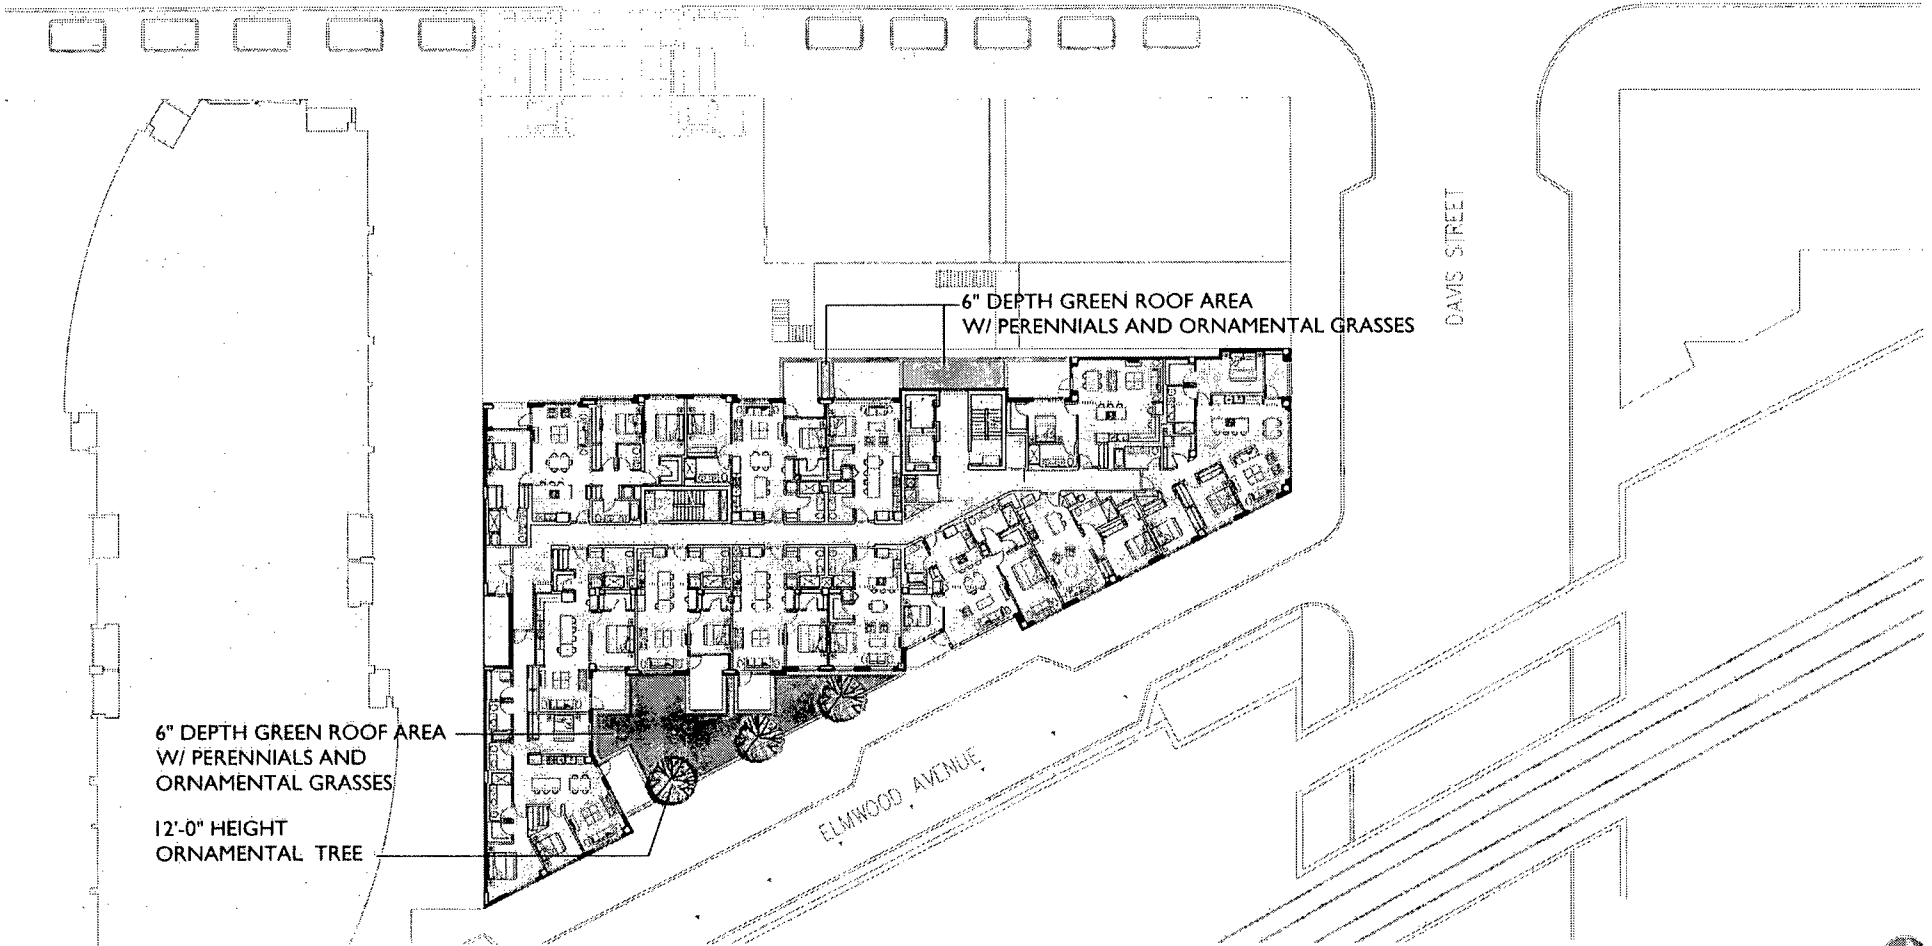 6" DEPTH GREEN ROOF AREA
W/ PERENNIALS AND ORNAMENTAL GRASSES
DAVIS STREET
6" DEPTH GREEN ROOF AREA
W/ PERENNIALS AND
ORNAMENTAL GRASSES
12'-0" HEIGHT
ORNAMENTAL TREE
ELMWOOD AVENUE